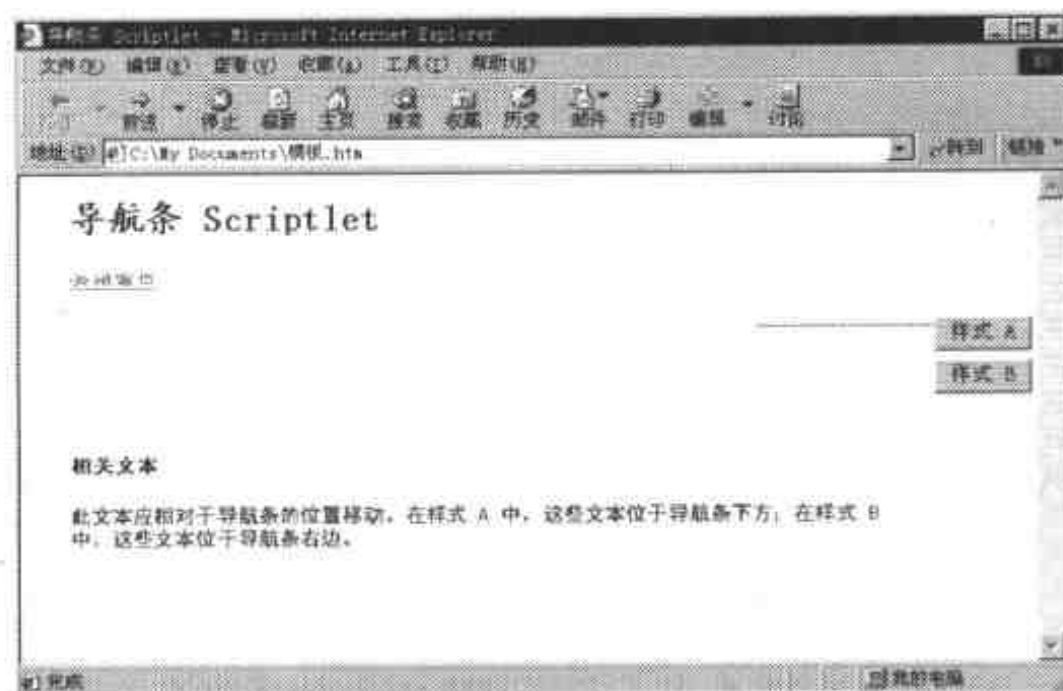 导航条 Scriptlet - Microsoft Internet Explorer
文件(F) 编辑(E) 查看(V) 收藏(A) 工具(T) 帮助(H)
前进 停止 刷新 主页 搜索 收藏 历史 邮件 打印 编辑 讨论
地址(D) C:\My Documents\模板.htm 转到 链接
导航条 Scriptlet
样式 A
样式 B
相关文本
此文本应相对于导航条的位置移动。在样式 A 中，这些文本位于导航条下方；在样式 B
中，这些文本位于导航条右边。
完成 我的电脑